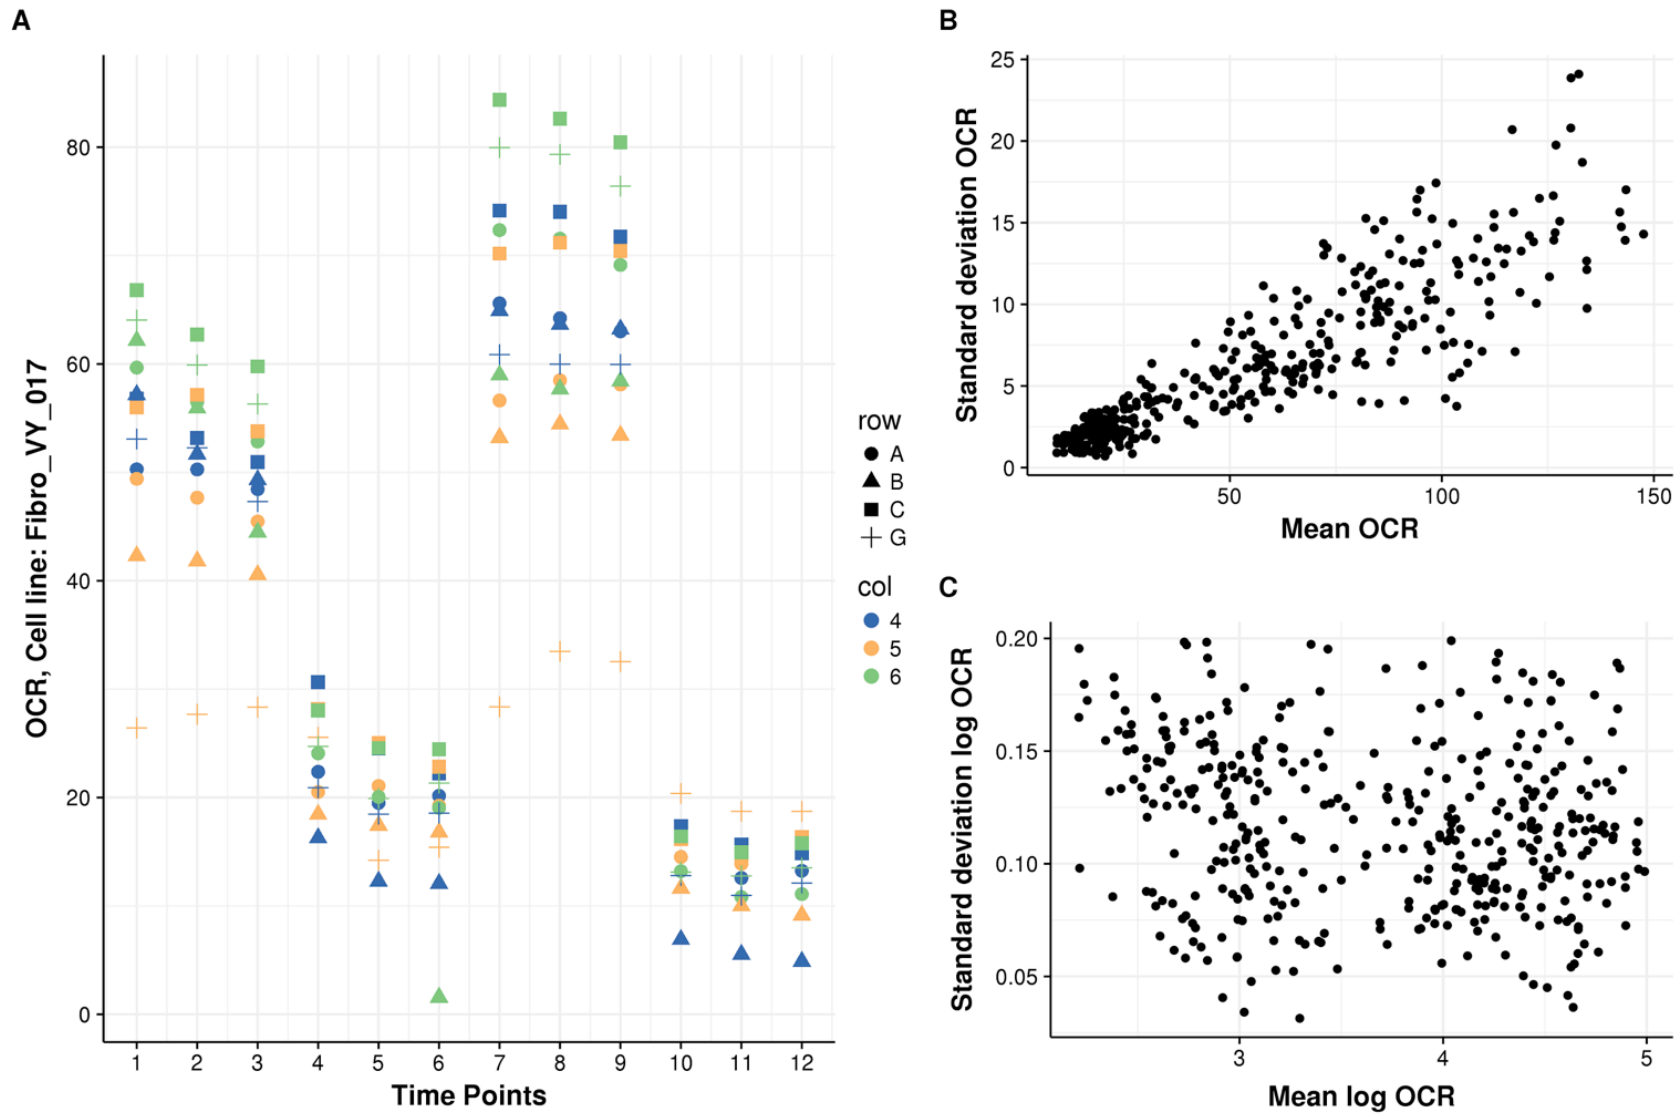 A
OCR, Cell line: Fibro_VY_017
80
60
40
20
0
1 2 3 4 5 6 7 8 9 10 11 12
Time Points
row
A
B
C
G
col
4
5
6
B
Standard deviation OCR
25
20
15
10
5
0
50 100 150
Mean OCR
C
Standard deviation log OCR
0.20
0.15
0.10
0.05
3 4 5
Mean log OCR